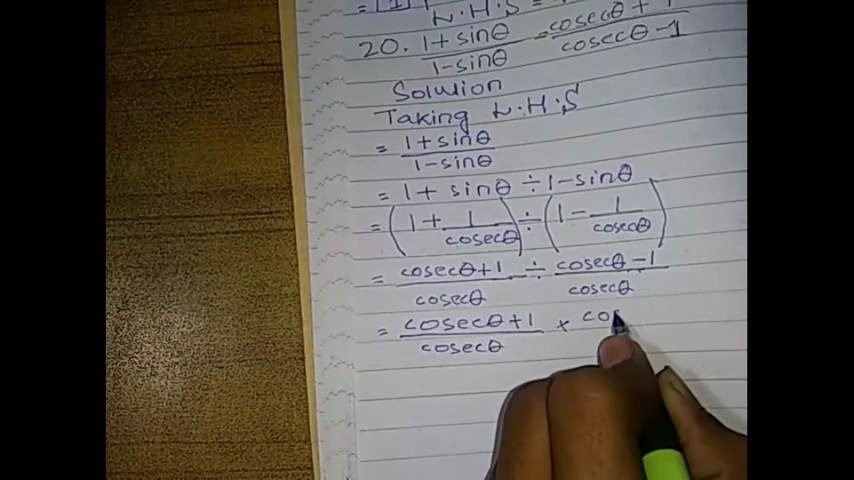 L.H.S =
20. 1+sinθ/1-sinθ = cosecθ+1/cosecθ-1
Solution
Taking L.H.S
= 1+sinθ/1-sinθ
= 1+ sinθ ÷ 1-sinθ
= (1+ 1/cosecθ) ÷ (1- 1/cosecθ)
= cosecθ+1/cosecθ ÷ cosecθ-1/cosecθ
= cosecθ+1/cosecθ × cos